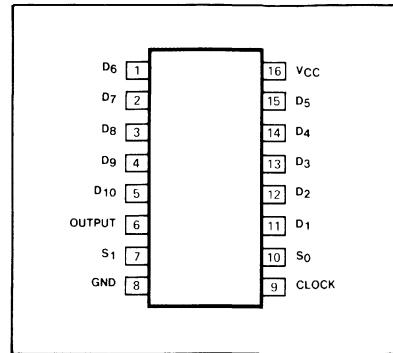 D6 1 16 VCC
D7 2 15 D5
D8 3 14 D4
D9 4 13 D3
D10 5 12 D2
OUTPUT 6 11 D1
S1 7 10 S0
GND 8 9 CLOCK